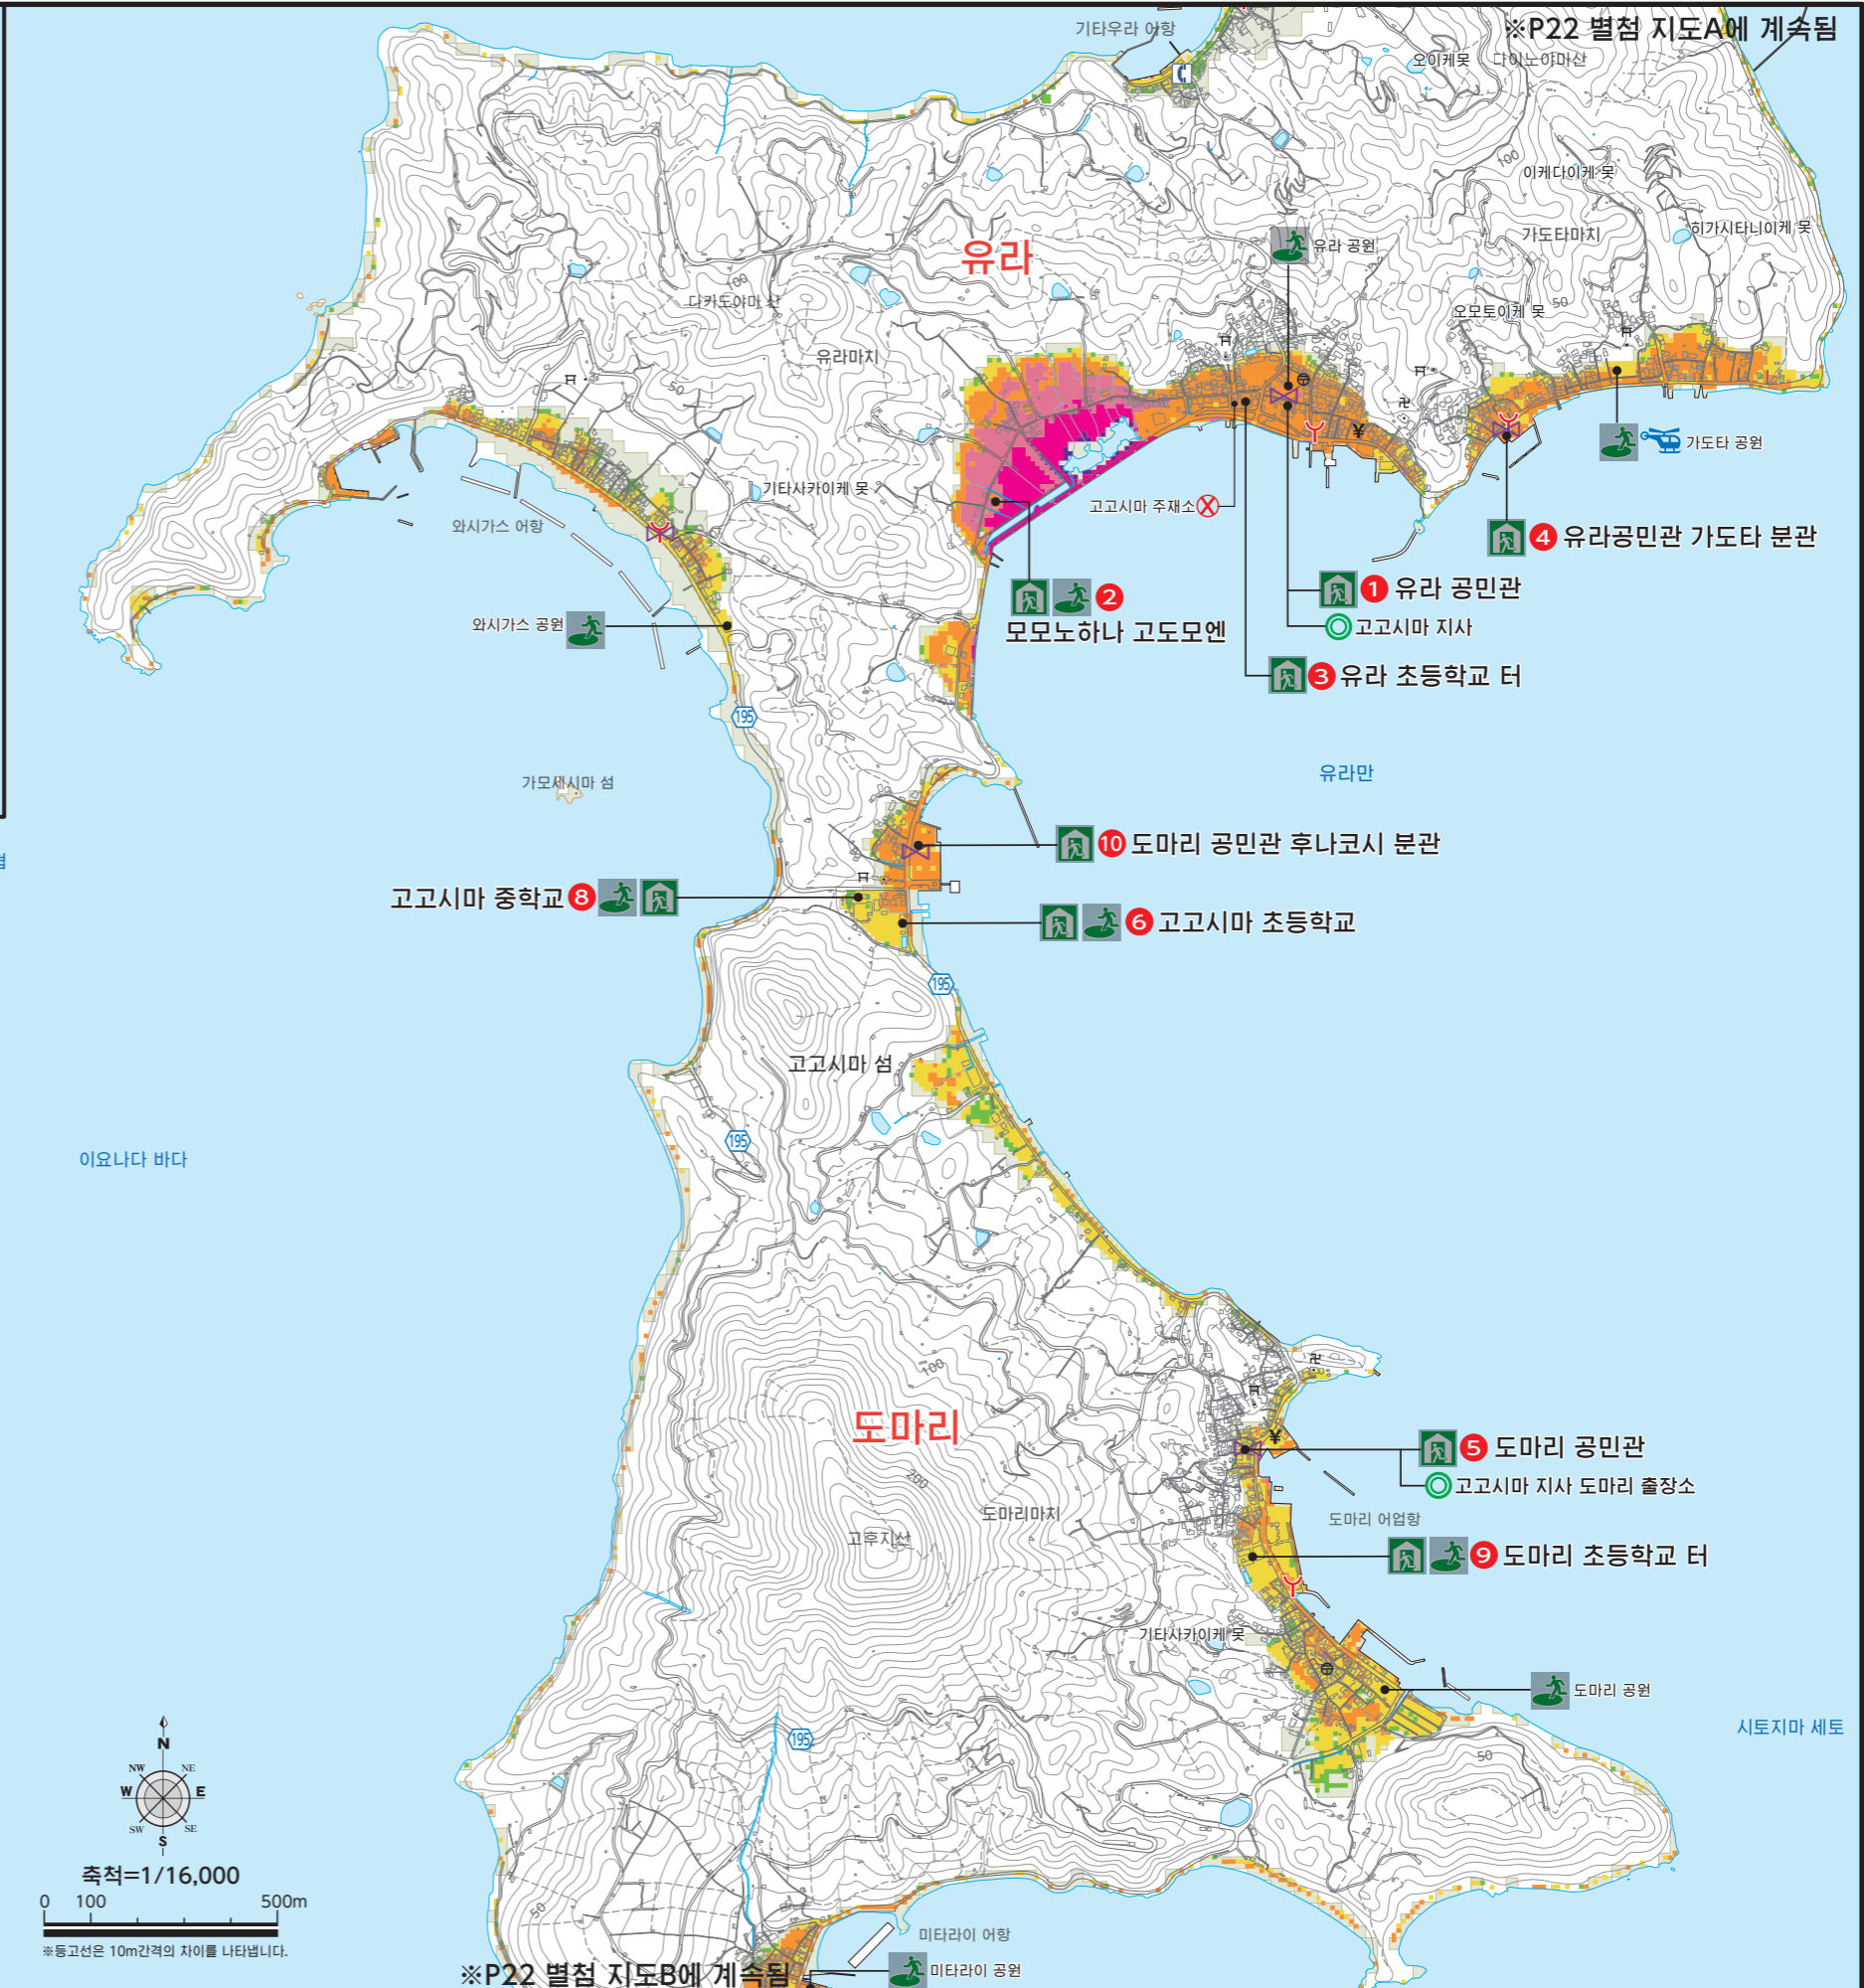 ※P22 별첨 지도A에 계속됨
기타우라 어항
오이케못
다이노야마산
100
이케다이케 못
히가시타니이케 못
가도타마치
유라 공원
유라
오모토이케 못
50
100
다카도야마 산
유라마치
50
가도타 공원
기타사카이케 못
고고시마 주재소
와시가스 어항
4 유라공민관 가도타 분관
1 유라 공민관
2
모모노하나 고도모엔
고고시마 지사
와시가스 공원
3 유라 초등학교 터
195
유라만
가모세시마 섬
10 도마리 공민관 후나코시 분관
고고시마 중학교 8
6 고고시마 초등학교
195
고고시마 섬
195
이요나다 바다
100
도마리
¥
¥
5 도마리 공민관
200
고고시마 지사 도마리 출장소
도마리마치
도마리 어업항
고후지산
9 도마리 초등학교 터
기타사카이케 못
도마리 공원
시토지마 세토
195
50
N
NW NE
W E
SW SE
S
축척=1/16,000
0 100 500m
※등고선은 10m간격의 차이를 나타냅니다.
50
미타라이 어항
※P22 별첨 지도B에 계속됨
미타라이 공원